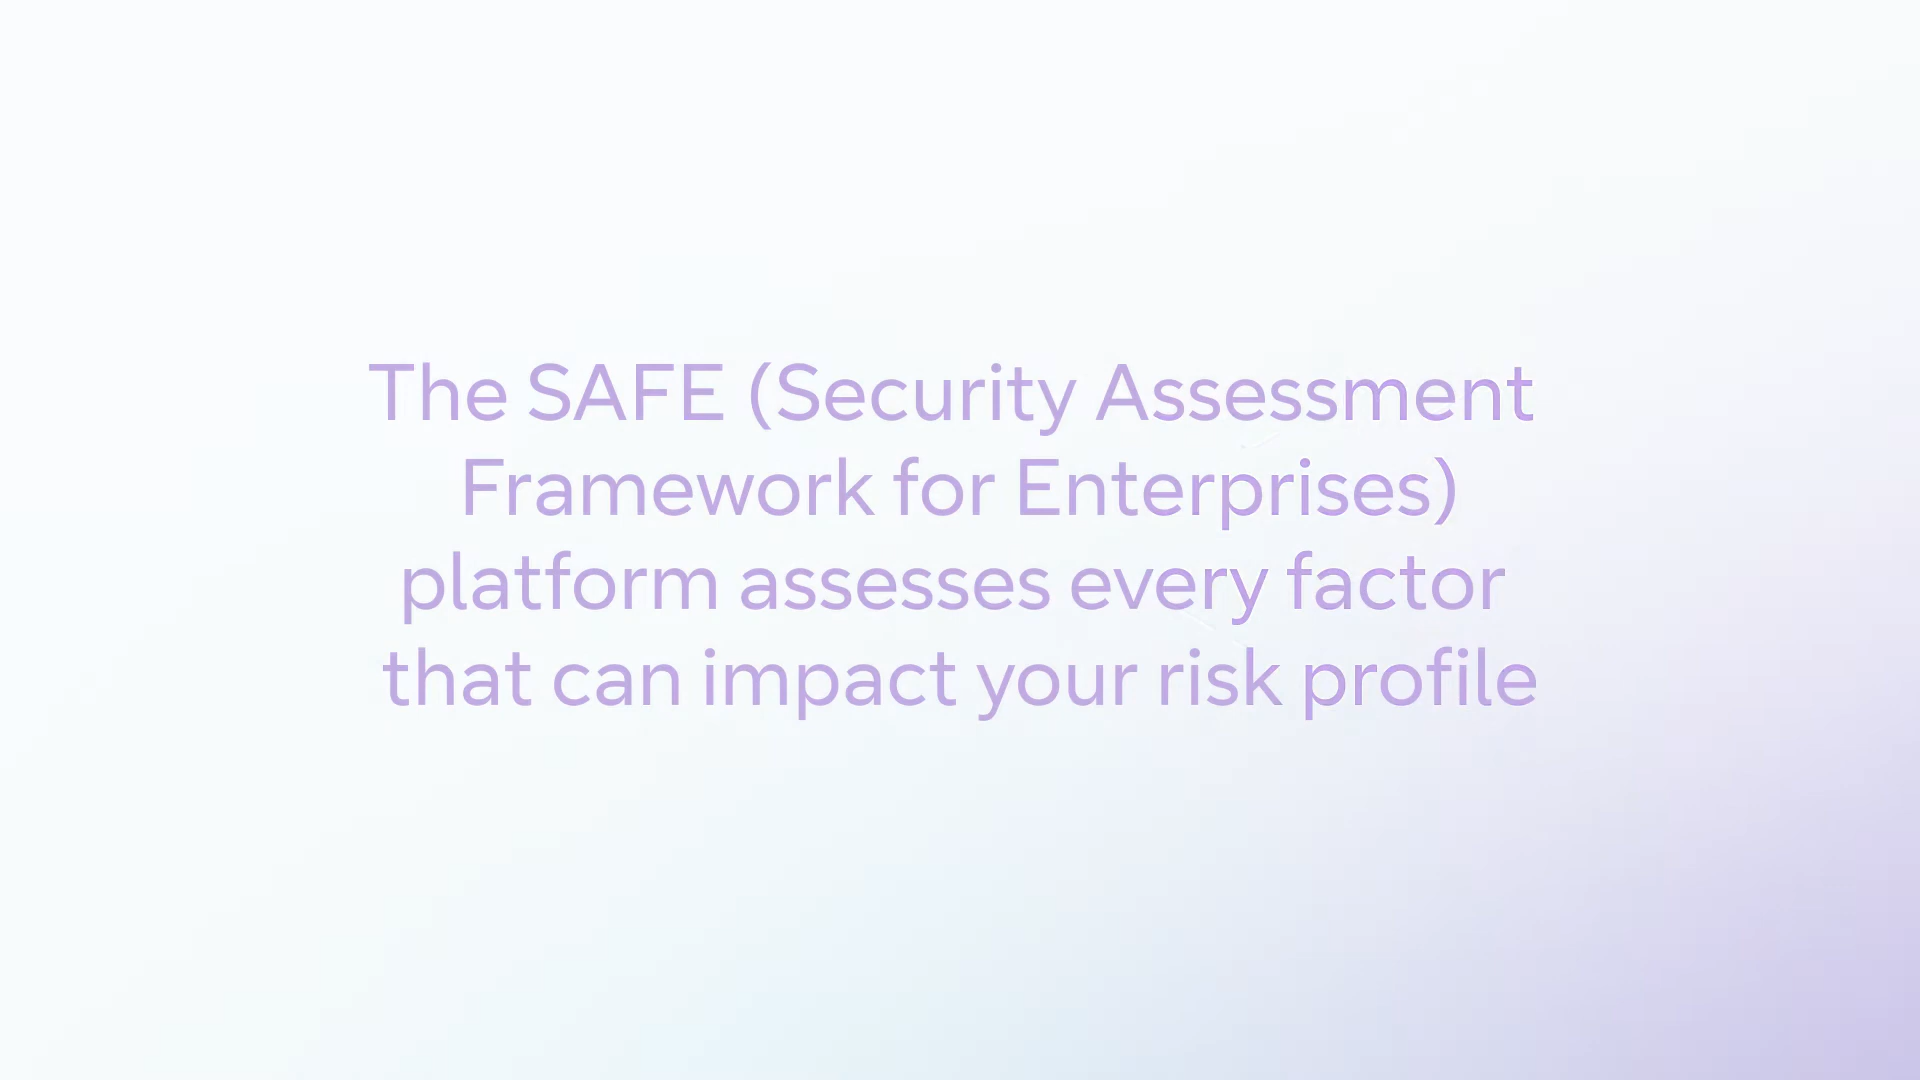 The SAFE (Security Assessment
Framework for Enterprises)
platform assesses every factor
that can impact your risk profile